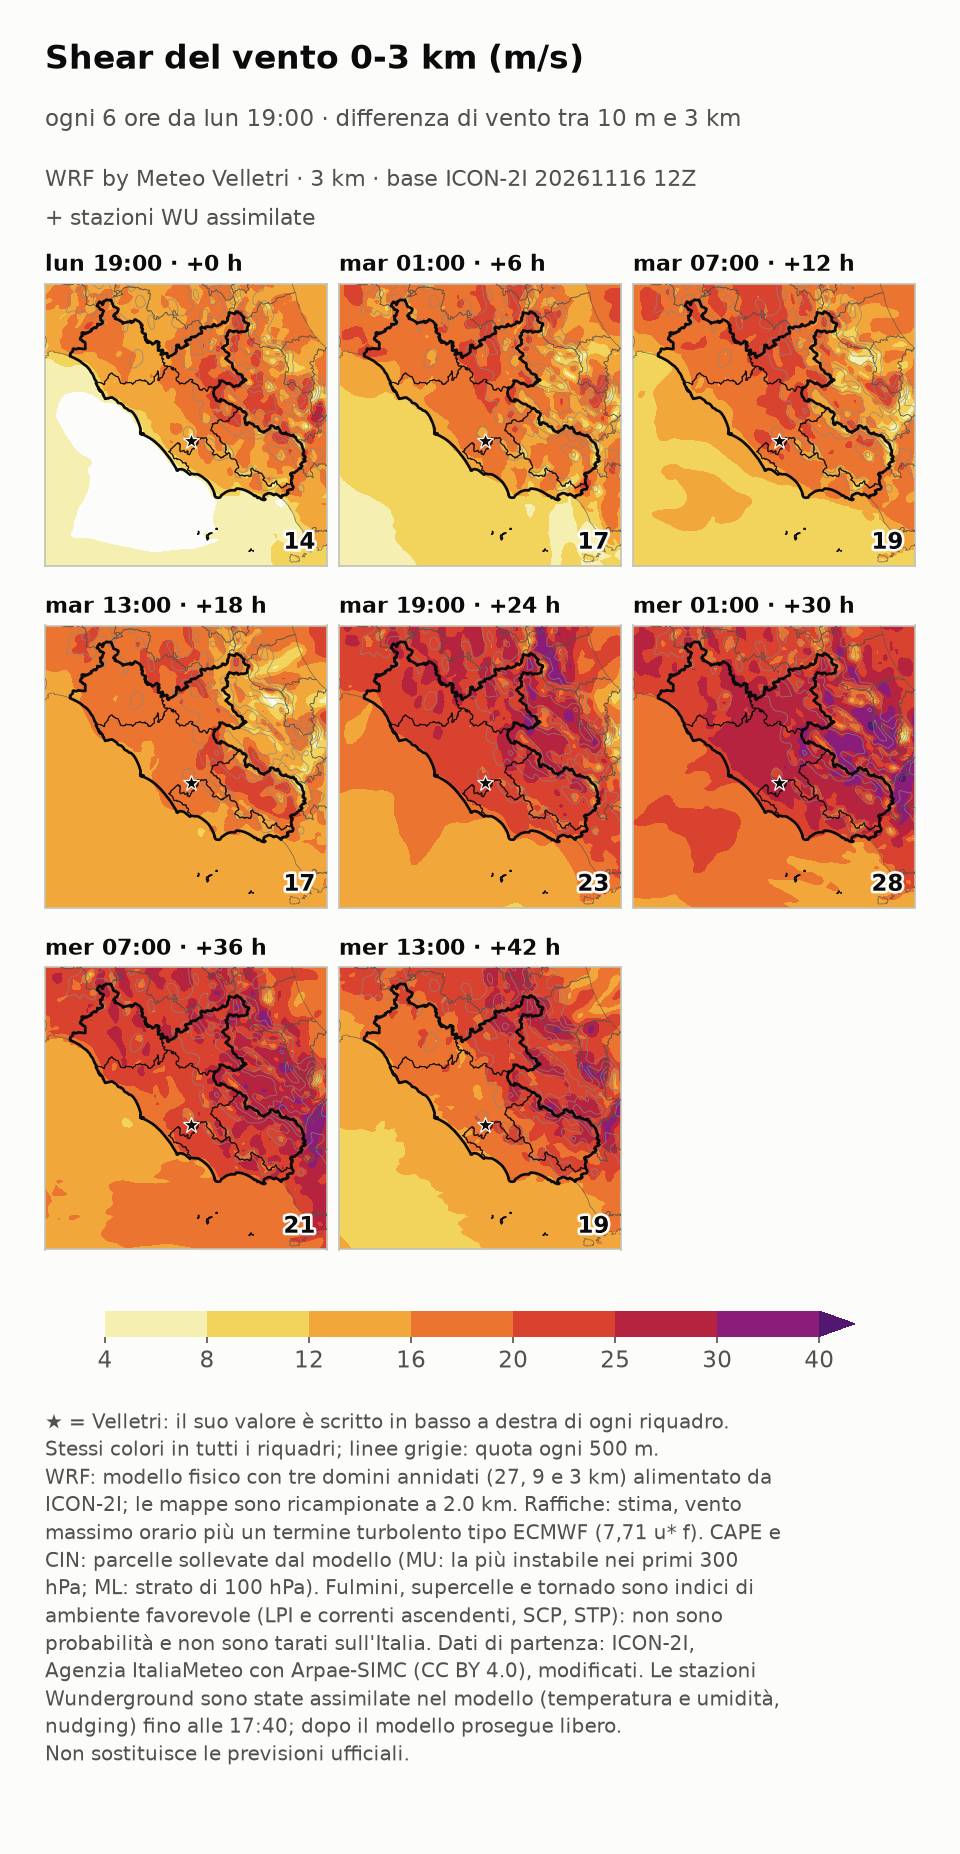 Shear del vento 0-3 km (m/s)
ogni 6 ore da lun 19:00 · differenza di vento tra 10 m e 3 km
WRF by Meteo Velletri · 3 km · base ICON-2I 20261116 12Z
+ stazioni WU assimilate
lun 19:00 · +0 h
mar 01:00 · +6 h
mar 07:00 · +12 h
14
17
19
mar 13:00 · +18 h
mar 19:00 · +24 h
mer 01:00 · +30 h
17
23
28
mer 07:00 · +36 h
mer 13:00 · +42 h
21
19
4 8 12 16 20 25 30 40
★ = Velletri: il suo valore è scritto in basso a destra di ogni riquadro.
Stessi colori in tutti i riquadri; linee grigie: quota ogni 500 m.
WRF: modello fisico con tre domini annidati (27, 9 e 3 km) alimentato da
ICON-2I; le mappe sono ricampionate a 2.0 km. Raffiche: stima, vento
massimo orario più un termine turbolento tipo ECMWF (7,71 u* f). CAPE e
CIN: parcelle sollevate dal modello (MU: la più instabile nei primi 300
hPa; ML: strato di 100 hPa). Fulmini, supercelle e tornado sono indici di
ambiente favorevole (LPI e correnti ascendenti, SCP, STP): non sono
probabilità e non sono tarati sull'Italia. Dati di partenza: ICON-2I,
Agenzia ItaliaMeteo con Arpae-SIMC (CC BY 4.0), modificati. Le stazioni
Wunderground sono state assimilate nel modello (temperatura e umidità,
nudging) fino alle 17:40; dopo il modello prosegue libero.
Non sostituisce le previsioni ufficiali.